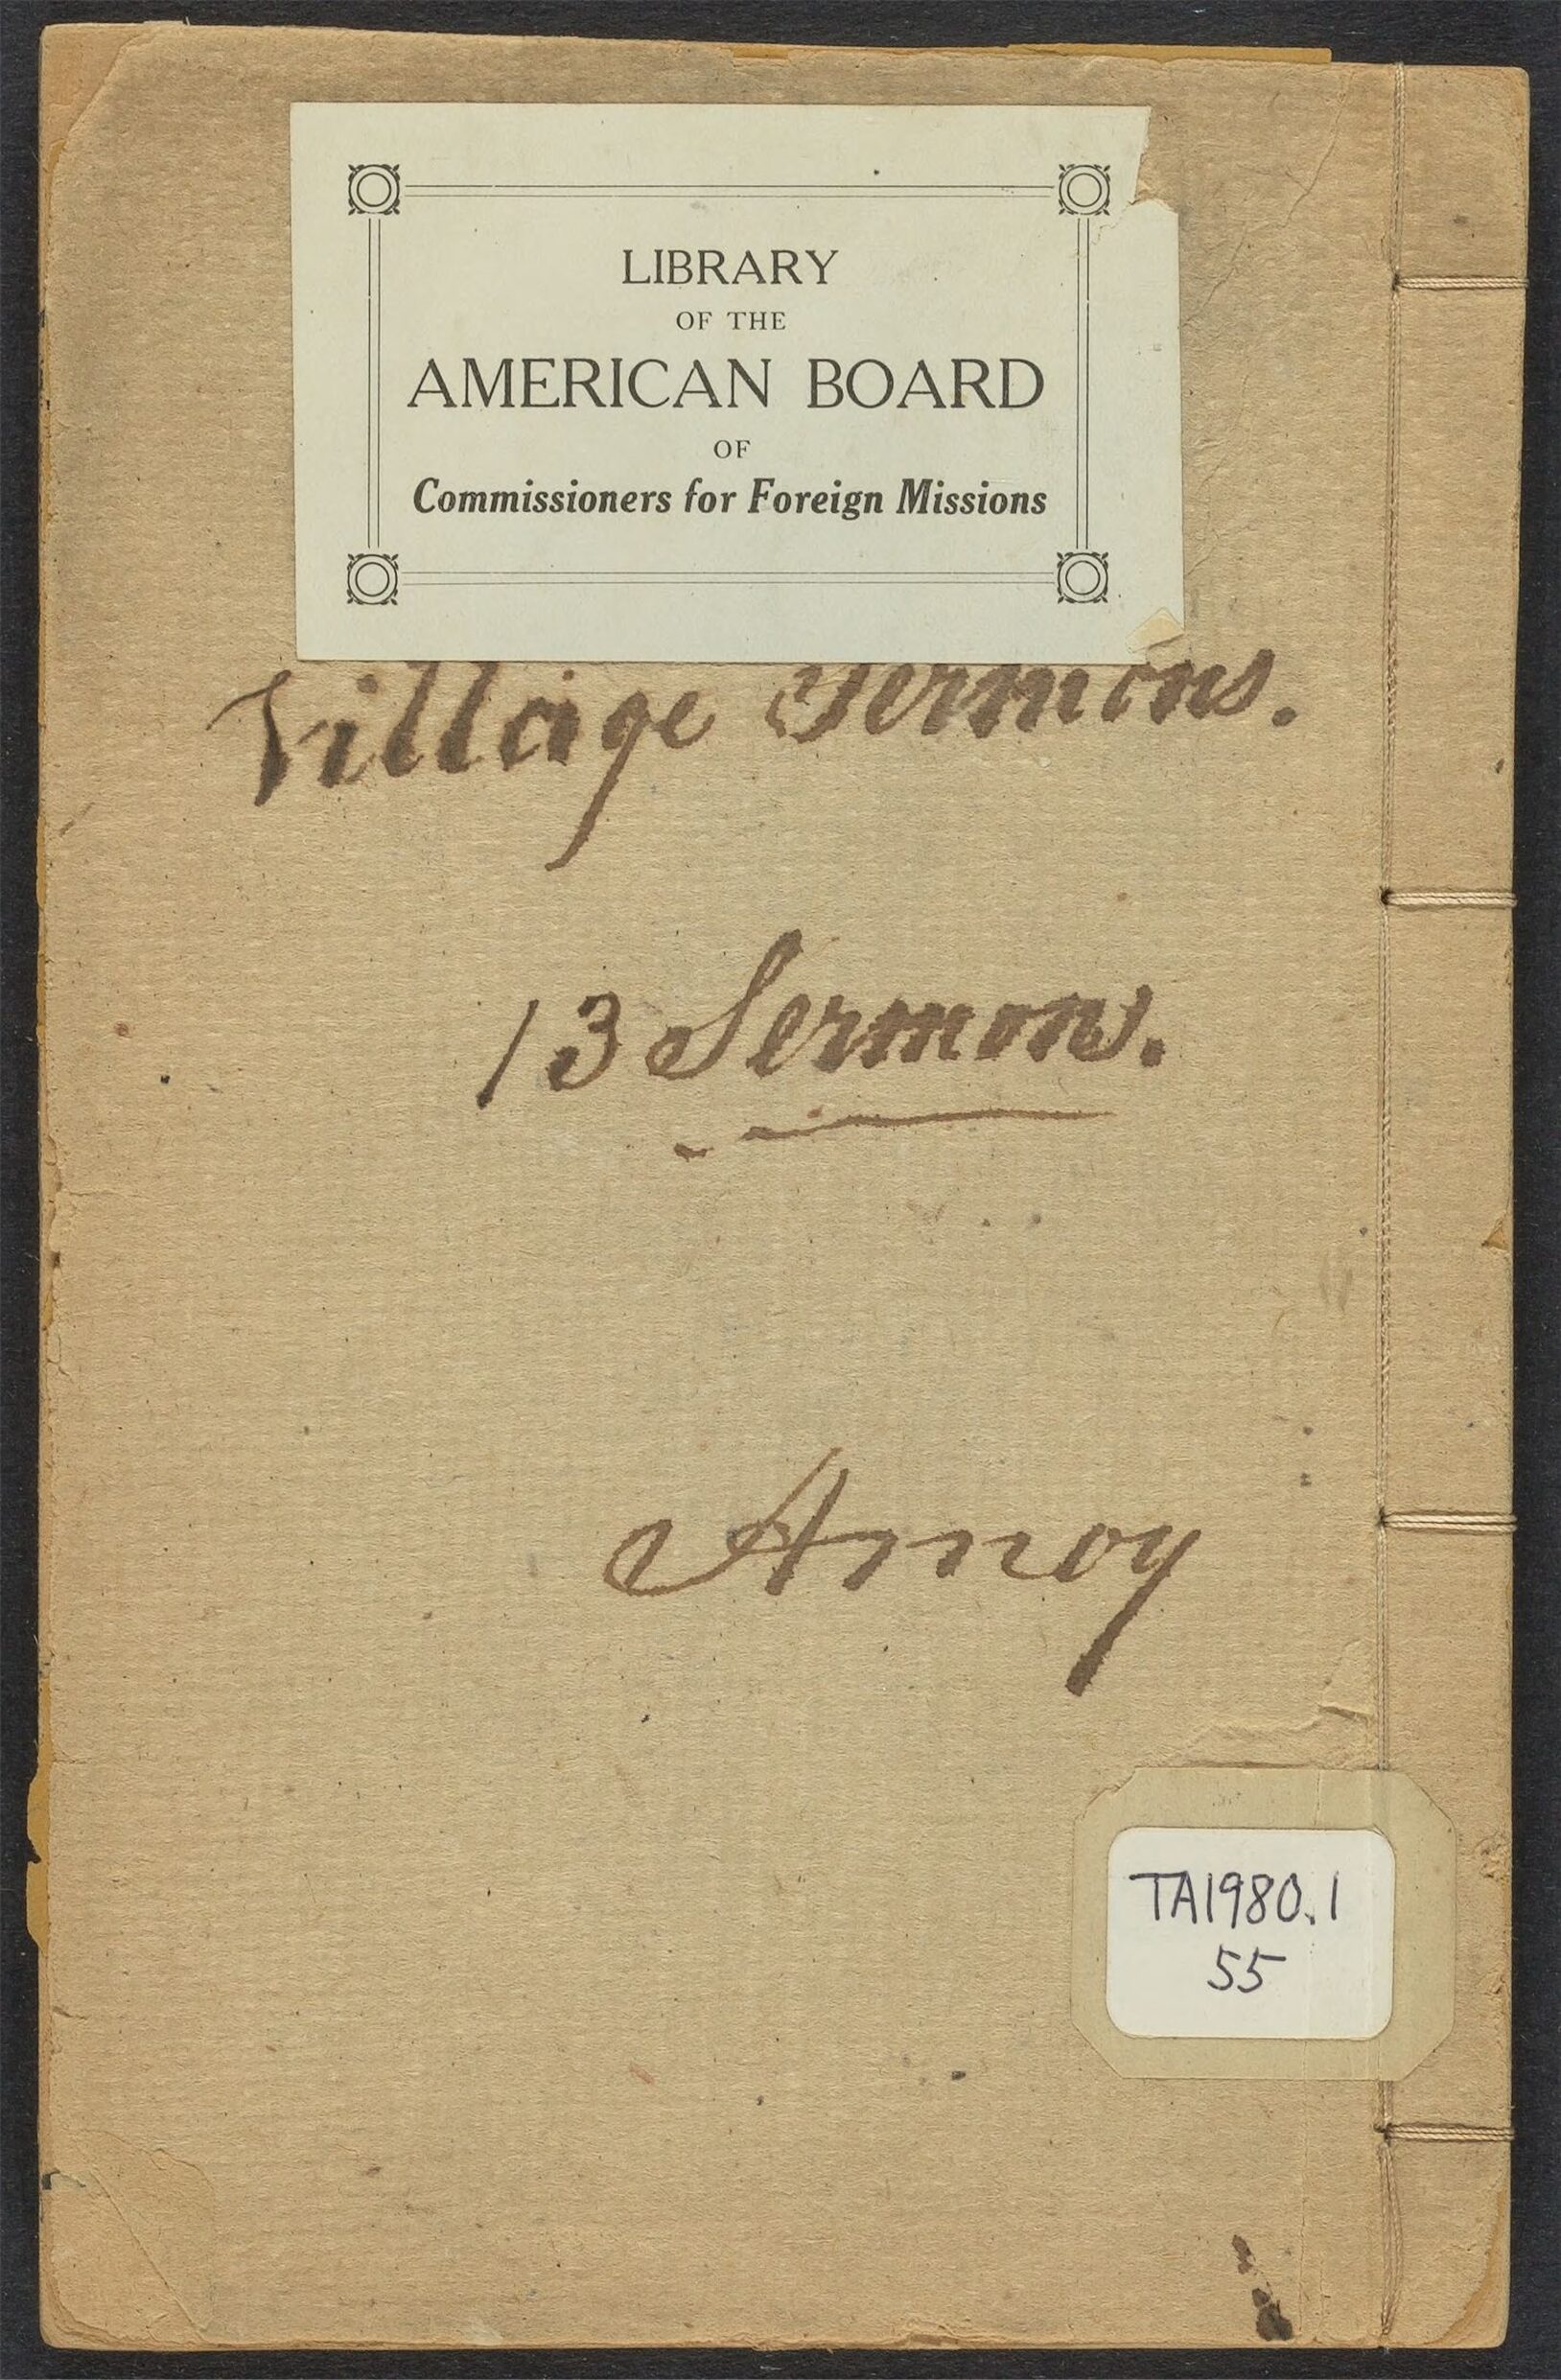 LIBRARY
OF THE
AMERICAN BOARD
OF
Commissioners for Foreign Missions
Village Sermons.
13 Sermons.
Amoy
TA1980.1
55